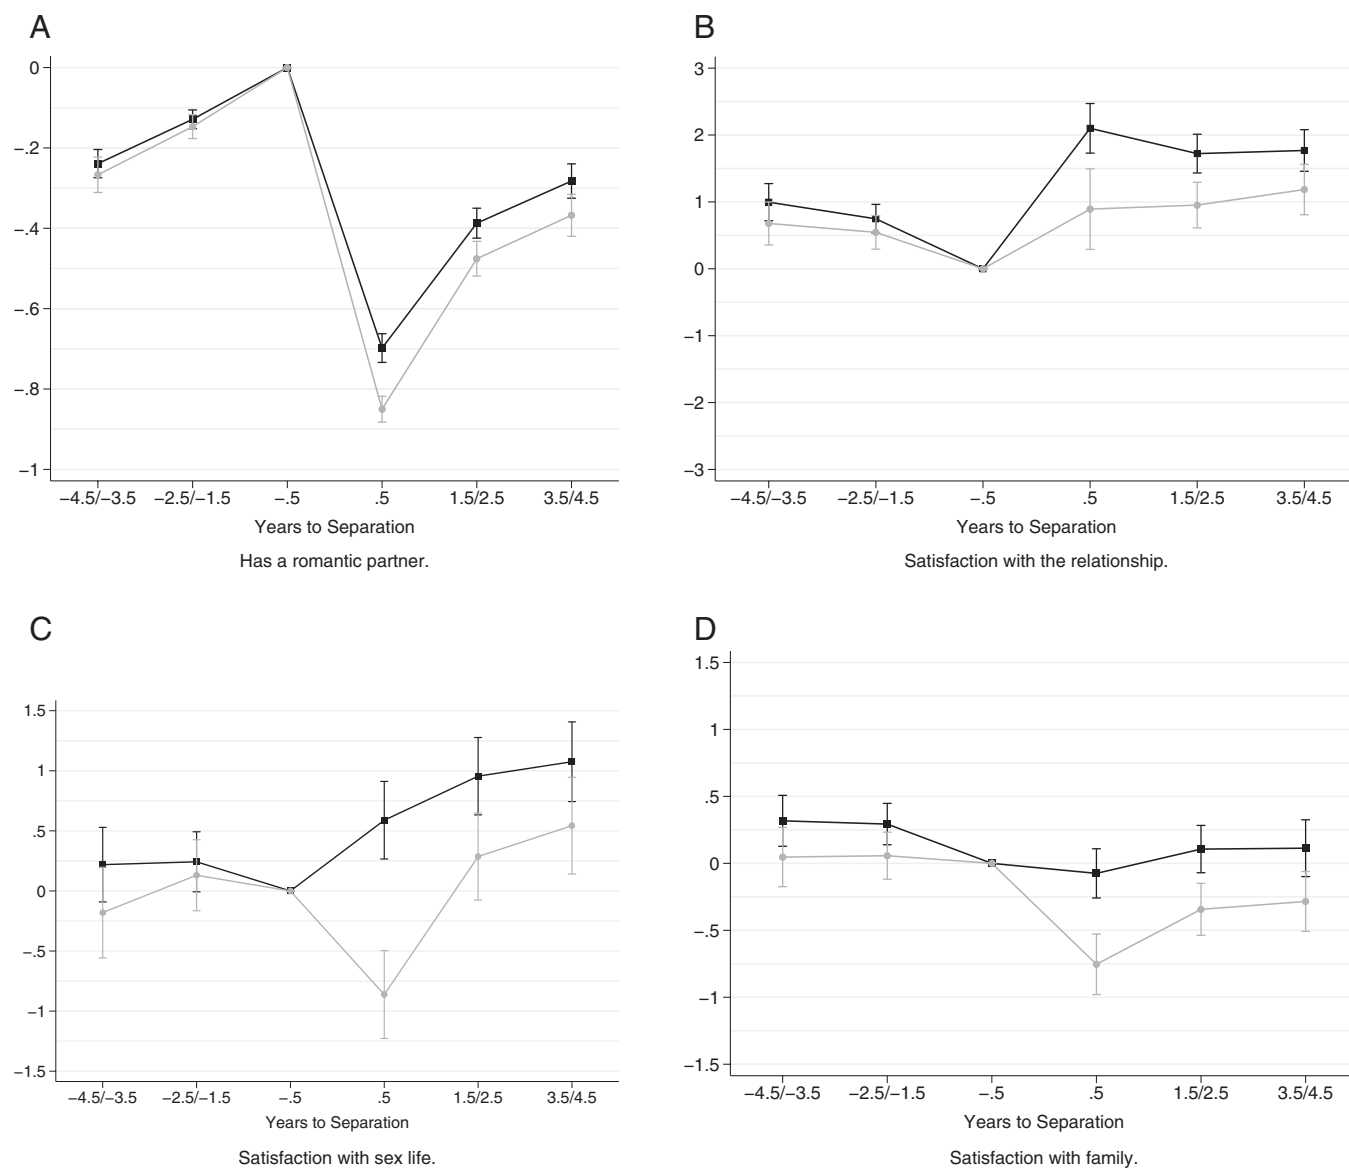 A
0
−.2
−.4
−.6
−.8
−1
−4.5/−3.5 −2.5/−1.5 −.5 .5 1.5/2.5 3.5/4.5
Years to Separation
Has a romantic partner.
B
3
2
1
0
−1
−2
−3
−4.5/−3.5 −2.5/−1.5 −.5 .5 1.5/2.5 3.5/4.5
Years to Separation
Satisfaction with the relationship.
C
1.5
1
.5
0
−.5
−1
−1.5
−4.5/−3.5 −2.5/−1.5 −.5 .5 1.5/2.5 3.5/4.5
Years to Separation
Satisfaction with sex life.
D
1.5
1
.5
0
−.5
−1
−1.5
−4.5/−3.5 −2.5/−1.5 −.5 .5 1.5/2.5 3.5/4.5
Years to Separation
Satisfaction with family.